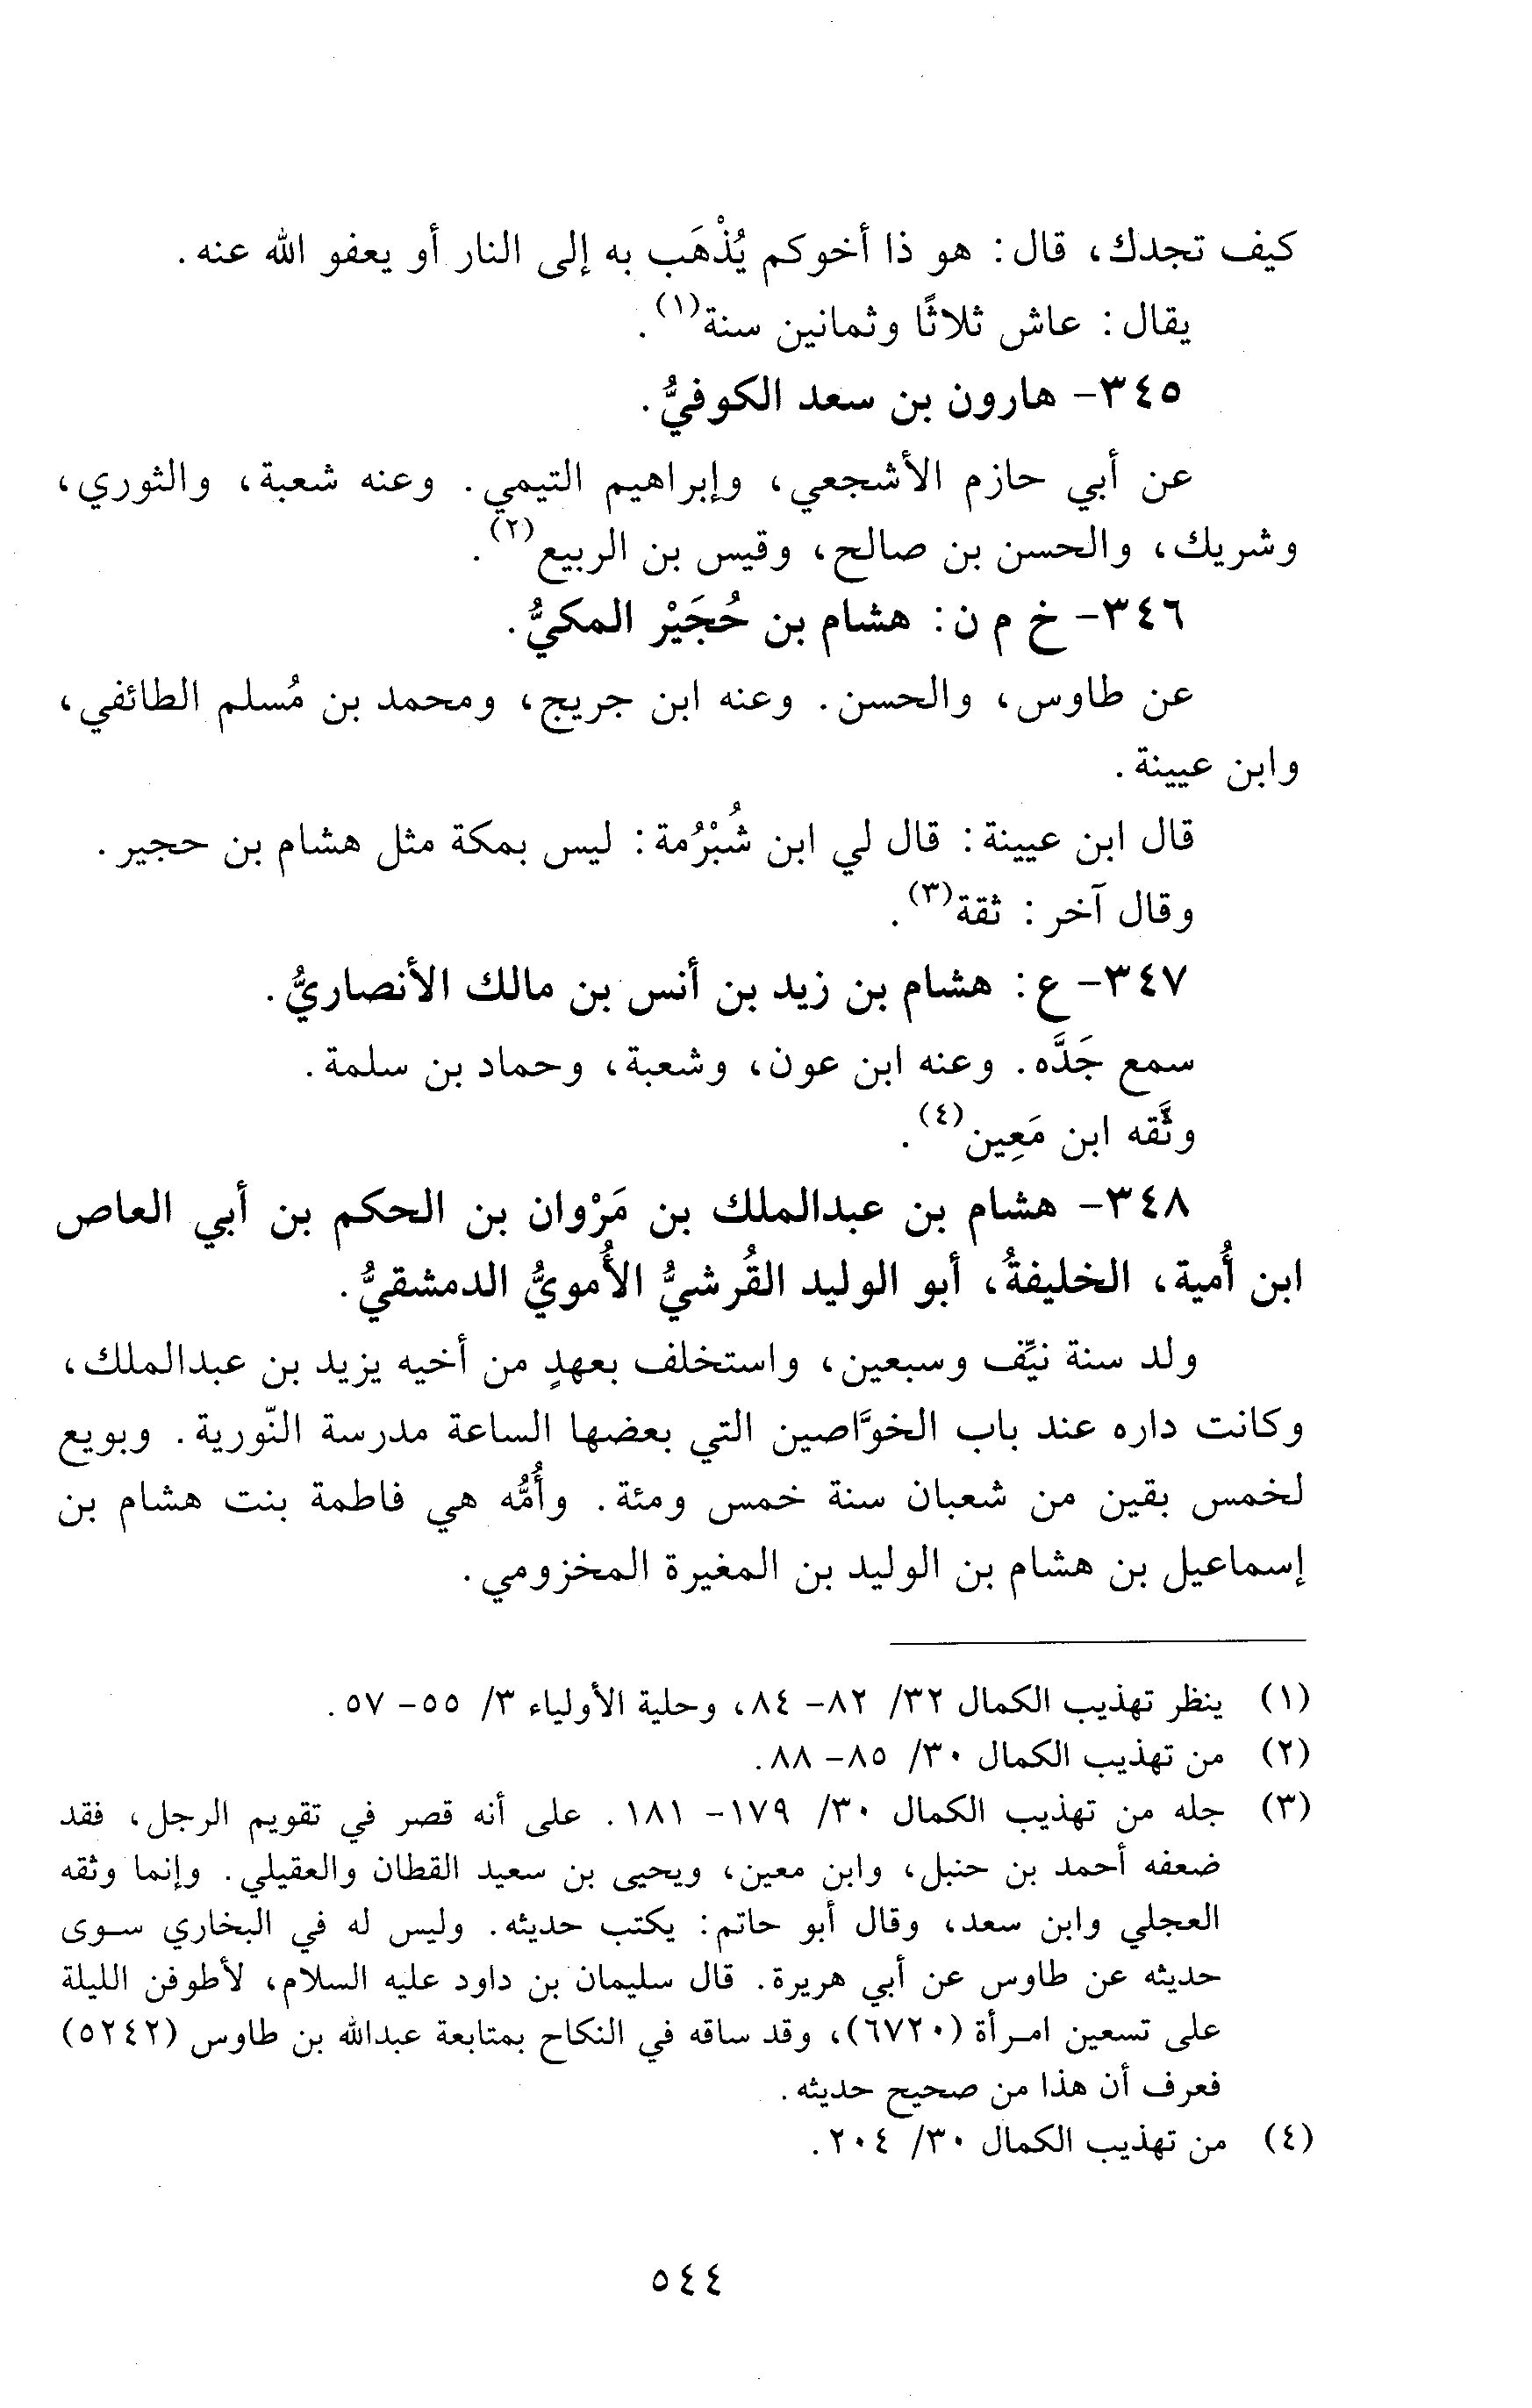 كيف تجدك، قال: هو ذا أخوكم يُذْهَب به إلى النار أو يعفو الله عنه.
يقال: عاش ثلاثًا وثمانين سنة(١).
٣٤٥- هارون بن سعد الكوفيُّ.
عن أبي حازم الأشجعي، وإبراهيم التيمي. وعنه شعبة، والثوري،
وشريك، والحسن بن صالح، وقيس بن الربيع(٢).
٣٤٦- خ م ن: هشام بن حُجَيْر المكيُّ.
عن طاوس، والحسن. وعنه ابن جريج، ومحمد بن مُسلم الطائفي،
وابن عيينة.
قال ابن عيينة: قال لي ابن شُبْرُمة: ليس بمكة مثل هشام بن حجير.
وقال آخر: ثقة(٣).
٣٤٧- ع: هشام بن زيد بن أنس بن مالك الأنصاريُّ.
سمع جَدَّه. وعنه ابن عون، وشعبة، وحماد بن سلمة.
وثَّقه ابن مَعِين(٤).
٣٤٨- هشام بن عبدالملك بن مَرْوان بن الحكم بن أبي العاص
ابن أُمية، الخليفةُ، أبو الوليد القُرشيُّ الأُمويُّ الدمشقيُّ.
ولد سنة نيِّف وسبعين، واستخلف بعهدٍ من أخيه يزيد بن عبدالملك،
وكانت داره عند باب الخوَّاصين التي بعضها الساعة مدرسة النّورية. وبويع
لخمس بقين من شعبان سنة خمس ومئة. وأُمُّه هي فاطمة بنت هشام بن
إسماعيل بن هشام بن الوليد بن المغيرة المخزومي.
(١) ينظر تهذيب الكمال ٣٢/ ٨٢- ٨٤، وحلية الأولياء ٣/ ٥٥- ٥٧.
(٢) من تهذيب الكمال ٣٠/ ٨٥- ٨٨.
(٣) جله من تهذيب الكمال ٣٠/ ١٧٩- ١٨١. على أنه قصر في تقويم الرجل، فقد
ضعفه أحمد بن حنبل، وابن معين، ويحيى بن سعيد القطان والعقيلي. وإنما وثقه
العجلي وابن سعد، وقال أبو حاتم: يكتب حديثه. وليس له في البخاري سوى
حديثه عن طاوس عن أبي هريرة. قال سليمان بن داود عليه السلام، لأطوفن الليلة
على تسعين امرأة (٦٧٢٠)، وقد ساقه في النكاح بمتابعة عبدالله بن طاوس (٥٢٤٢)
فعرف أن هذا من صحيح حديثه.
(٤) من تهذيب الكمال ٣٠/ ٢٠٤.
٥٤٤